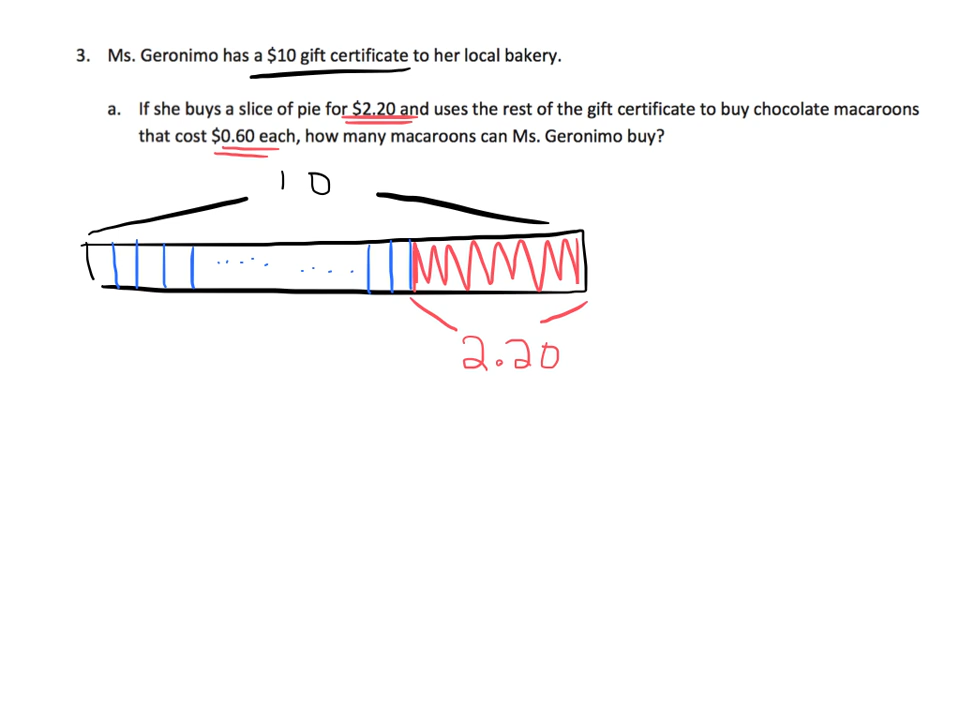 3. Ms. Geronimo has a $10 gift certificate to her local bakery.
a. If she buys a slice of pie for $2.20 and uses the rest of the gift certificate to buy chocolate macaroons
that cost $0.60 each, how many macaroons can Ms. Geronimo buy?
10
2.20